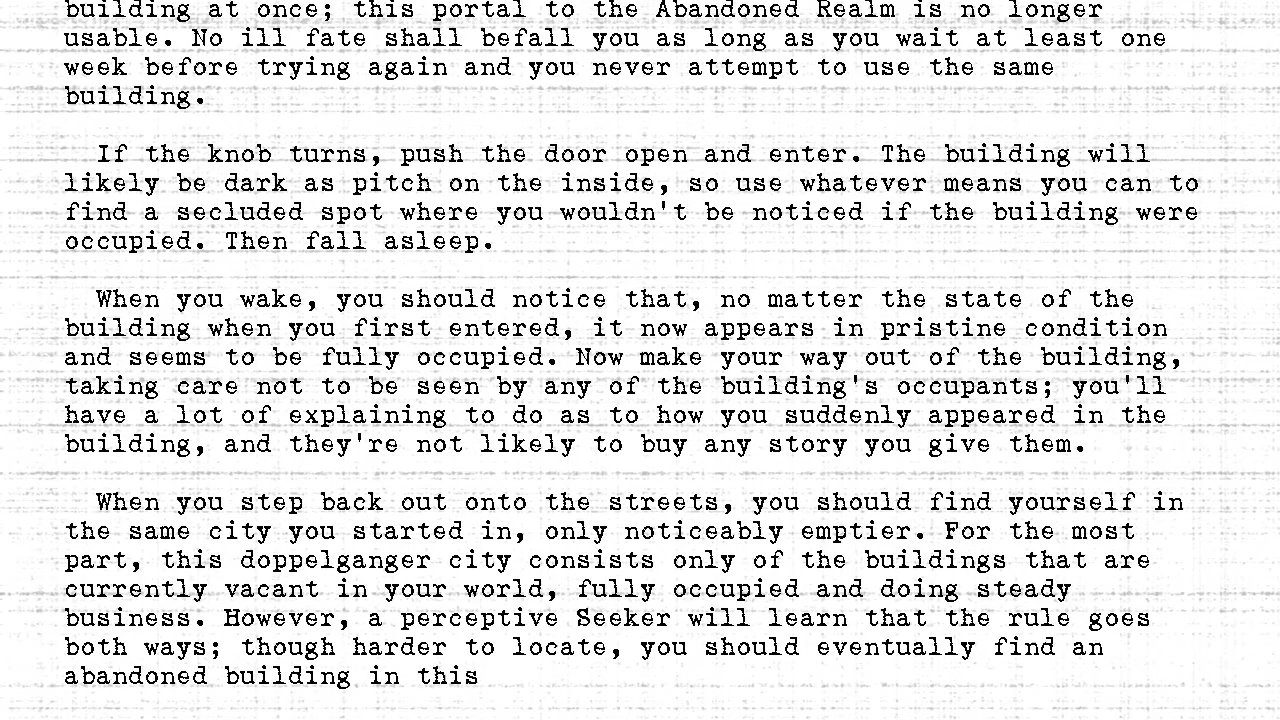 building at once; this portal to the Abandoned Realm is no longer
usable. No ill fate shall befall you as long as you wait at least one
week before trying again and you never attempt to use the same
building.
If the knob turns, push the door open and enter. The building will
likely be dark as pitch on the inside, so use whatever means you can to
find a secluded spot where you wouldn't be noticed if the building were
occupied. Then fall asleep.
When you wake, you should notice that, no matter the state of the
building when you first entered, it now appears in pristine condition
and seems to be fully occupied. Now make your way out of the building,
taking care not to be seen by any of the building's occupants; you'll
have a lot of explaining to do as to how you suddenly appeared in the
building, and they're not likely to buy any story you give them.
When you step back out onto the streets, you should find yourself in
the same city you started in, only noticeably emptier. For the most
part, this doppelganger city consists only of the buildings that are
currently vacant in your world, fully occupied and doing steady
business. However, a perceptive Seeker will learn that the rule goes
both ways; though harder to locate, you should eventually find an
abandoned building in this